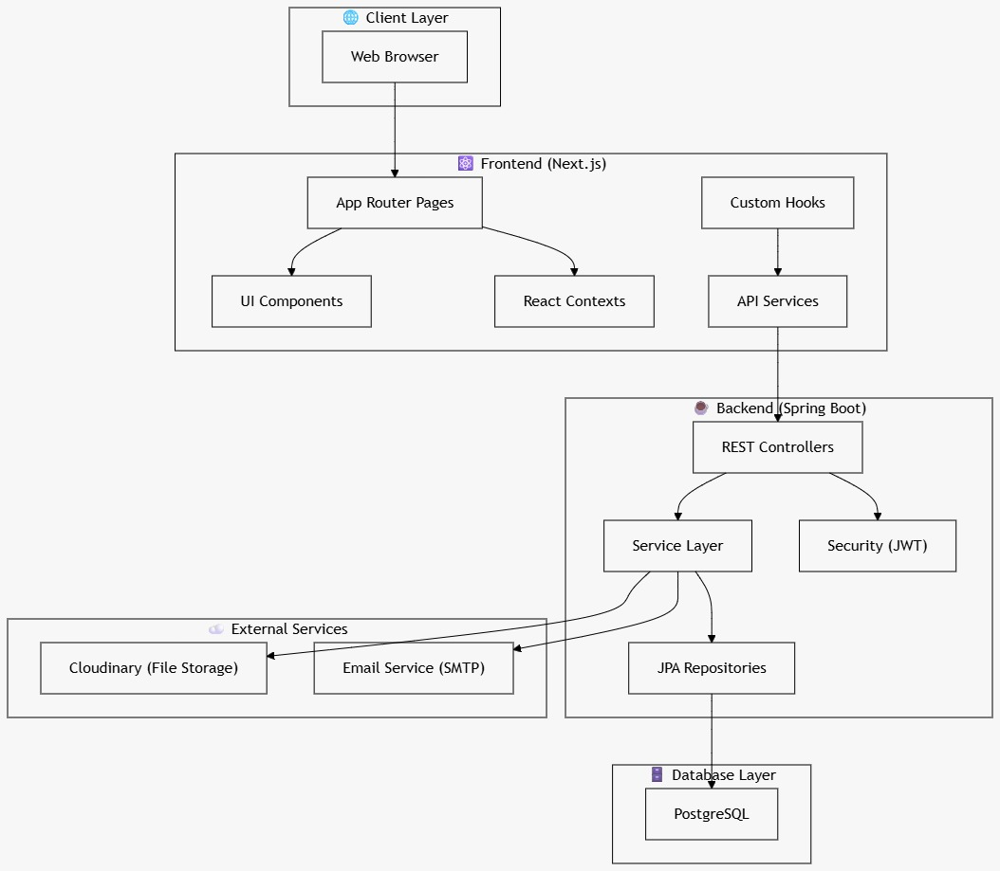 🌐 Client Layer
Web Browser
⚛️ Frontend (Next.js)
App Router Pages
Custom Hooks
UI Components
React Contexts
API Services
Backend (Spring Boot)
REST Controllers
Service Layer
Security (JWT)
☁️ External Services
Cloudinary (File Storage)
Email Service (SMTP)
JPA Repositories
🗄️ Database Layer
PostgreSQL